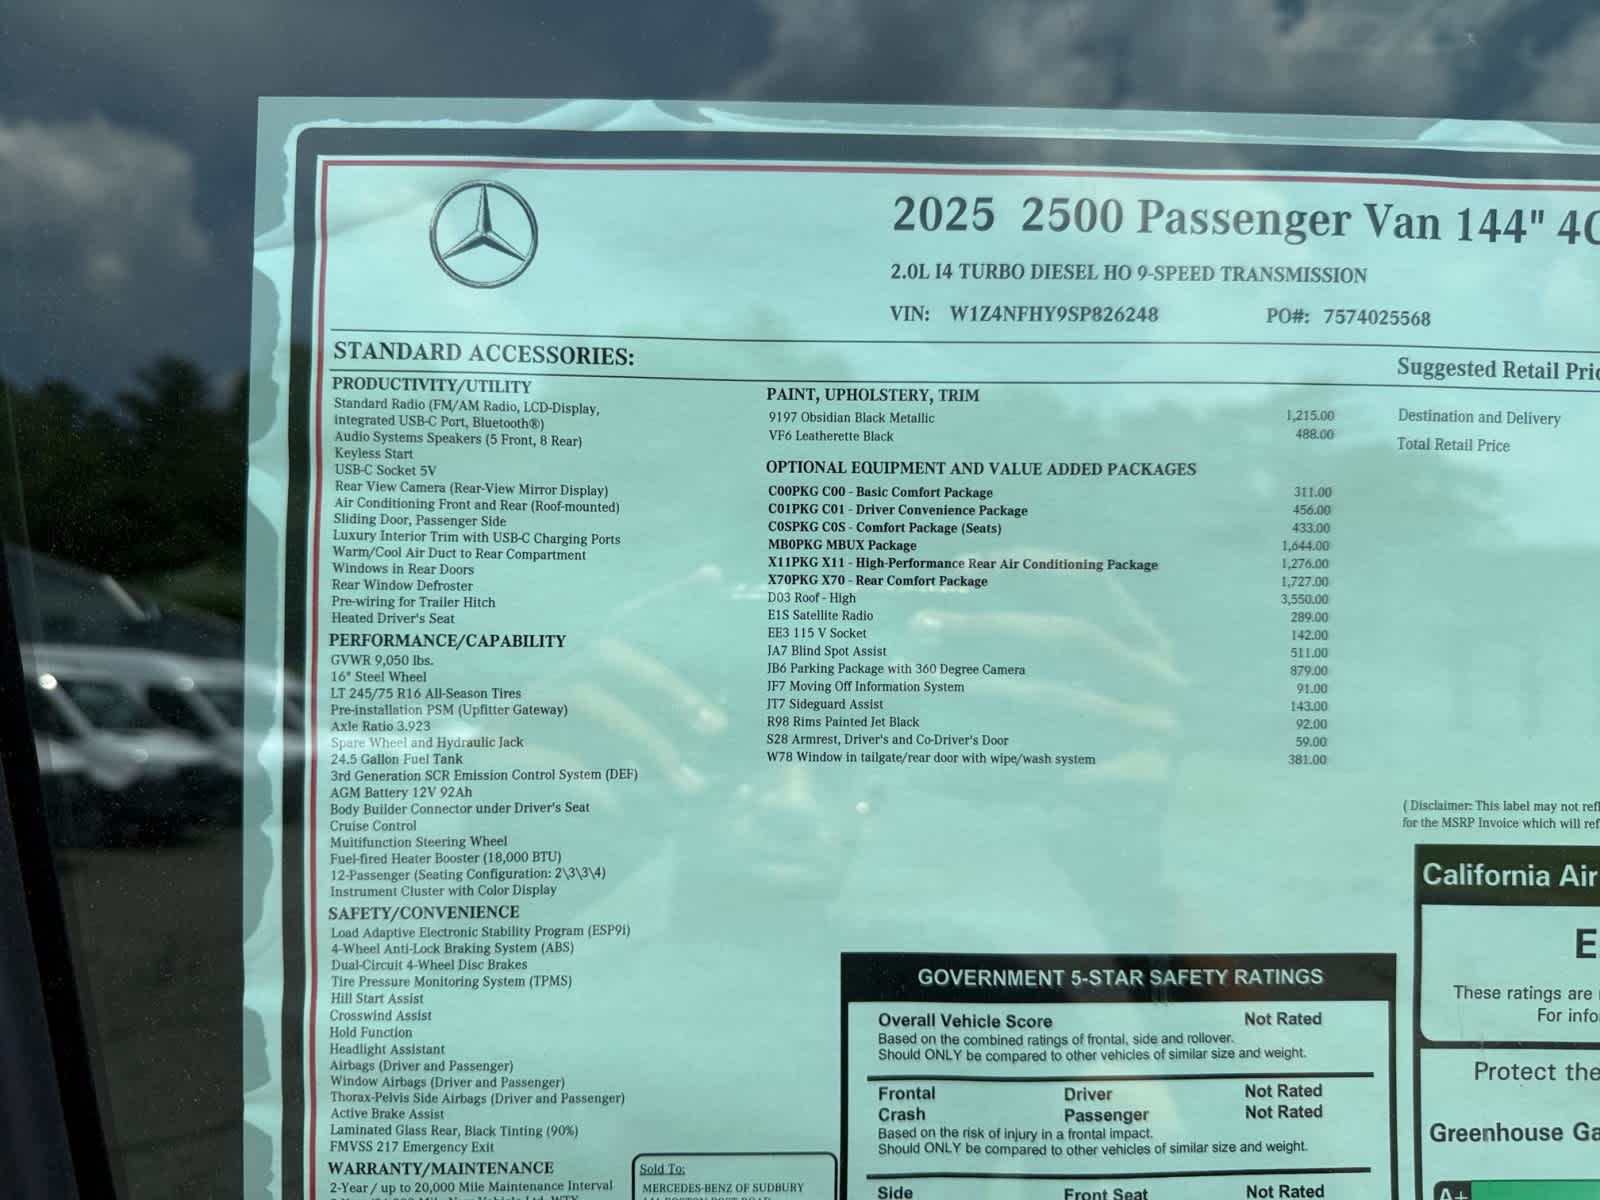 2025 2500 Passenger Van 144"
2.0L I4 TURBO DIESEL HO 9-SPEED TRANSMISSION
VIN: W1Z4NFHY9SP826248 PO#: 7574025568
STANDARD ACCESSORIES:
PRODUCTIVITY/UTILITY
Standard Radio (FM/AM Radio, LCD-Display,
integrated USB-C Port, Bluetooth®)
Audio Systems Speakers (5 Front, 8 Rear)
Keyless Start
USB-C Socket 5V
Rear View Camera (Rear-View Mirror Display)
Air Conditioning Front and Rear (Roof-mounted)
Sliding Door, Passenger Side
Luxury Interior Trim with USB-C Charging Ports
Warm/Cool Air Duct to Rear Compartment
Windows in Rear Doors
Rear Window Defroster
Pre-wiring for Trailer Hitch
Heated Driver's Seat
PERFORMANCE/CAPABILITY
GVWR 9,050 lbs.
16" Steel Wheel
LT 245/75 R16 All-Season Tires
Pre-installation PSM (Upfitter Gateway)
Axle Ratio 3.923
Spare Wheel and Hydraulic Jack
24.5 Gallon Fuel Tank
3rd Generation SCR Emission Control System (DEF)
AGM Battery 12V 92Ah
Body Builder Connector under Driver's Seat
Cruise Control
Multifunction Steering Wheel
Fuel-fired Heater Booster (18,000 BTU)
12-Passenger (Seating Configuration: 2\3\3\4)
Instrument Cluster with Color Display
SAFETY/CONVENIENCE
Load Adaptive Electronic Stability Program (ESP9i)
4-Wheel Anti-Lock Braking System (ABS)
Dual-Circuit 4-Wheel Disc Brakes
Tire Pressure Monitoring System (TPMS)
Hill Start Assist
Crosswind Assist
Hold Function
Headlight Assistant
Airbags (Driver and Passenger)
Window Airbags (Driver and Passenger)
Thorax-Pelvis Side Airbags (Driver and Passenger)
Active Brake Assist
Laminated Glass Rear, Black Tinting (90%)
FMVSS 217 Emergency Exit
WARRANTY/MAINTENANCE
2-Year / up to 20,000 Mile Maintenance Interval
PAINT, UPHOLSTERY, TRIM
9197 Obsidian Black Metallic 1,215.00
VF6 Leatherette Black 488.00
OPTIONAL EQUIPMENT AND VALUE ADDED PACKAGES
C00PKG C00 - Basic Comfort Package 311.00
C01PKG C01 - Driver Convenience Package 456.00
C0SPKG C0S - Comfort Package (Seats) 433.00
MB0PKG MBUX Package 1,644.00
X11PKG X11 - High-Performance Rear Air Conditioning Package 1,276.00
X70PKG X70 - Rear Comfort Package 1,727.00
D03 Roof - High 3,550.00
E1S Satellite Radio 289.00
EE3 115 V Socket 142.00
JA7 Blind Spot Assist 511.00
JB6 Parking Package with 360 Degree Camera 879.00
JF7 Moving Off Information System 91.00
JT7 Sideguard Assist 143.00
R98 Rims Painted Jet Black 92.00
S28 Armrest, Driver's and Co-Driver's Door 59.00
W78 Window in tailgate/rear door with wipe/wash system 381.00
Suggested Retail
Destination and Delivery
Total Retail Price
( Disclaimer: This label may not
for the MSRP Invoice which will
GOVERNMENT 5-STAR SAFETY RATINGS
Overall Vehicle Score Not Rated
Based on the combined ratings of frontal, side and rollover.
Should ONLY be compared to other vehicles of similar size and weight.
Frontal Driver Not Rated
Crash Passenger Not Rated
Based on the risk of injury in a frontal impact.
Should ONLY be compared to other vehicles of similar size and weight.
Side Front Seat Not Rated
Sold To:
MERCEDES-BENZ OF SUDBURY
California Air
These ratings are
For
Protect the
Greenhouse
A+